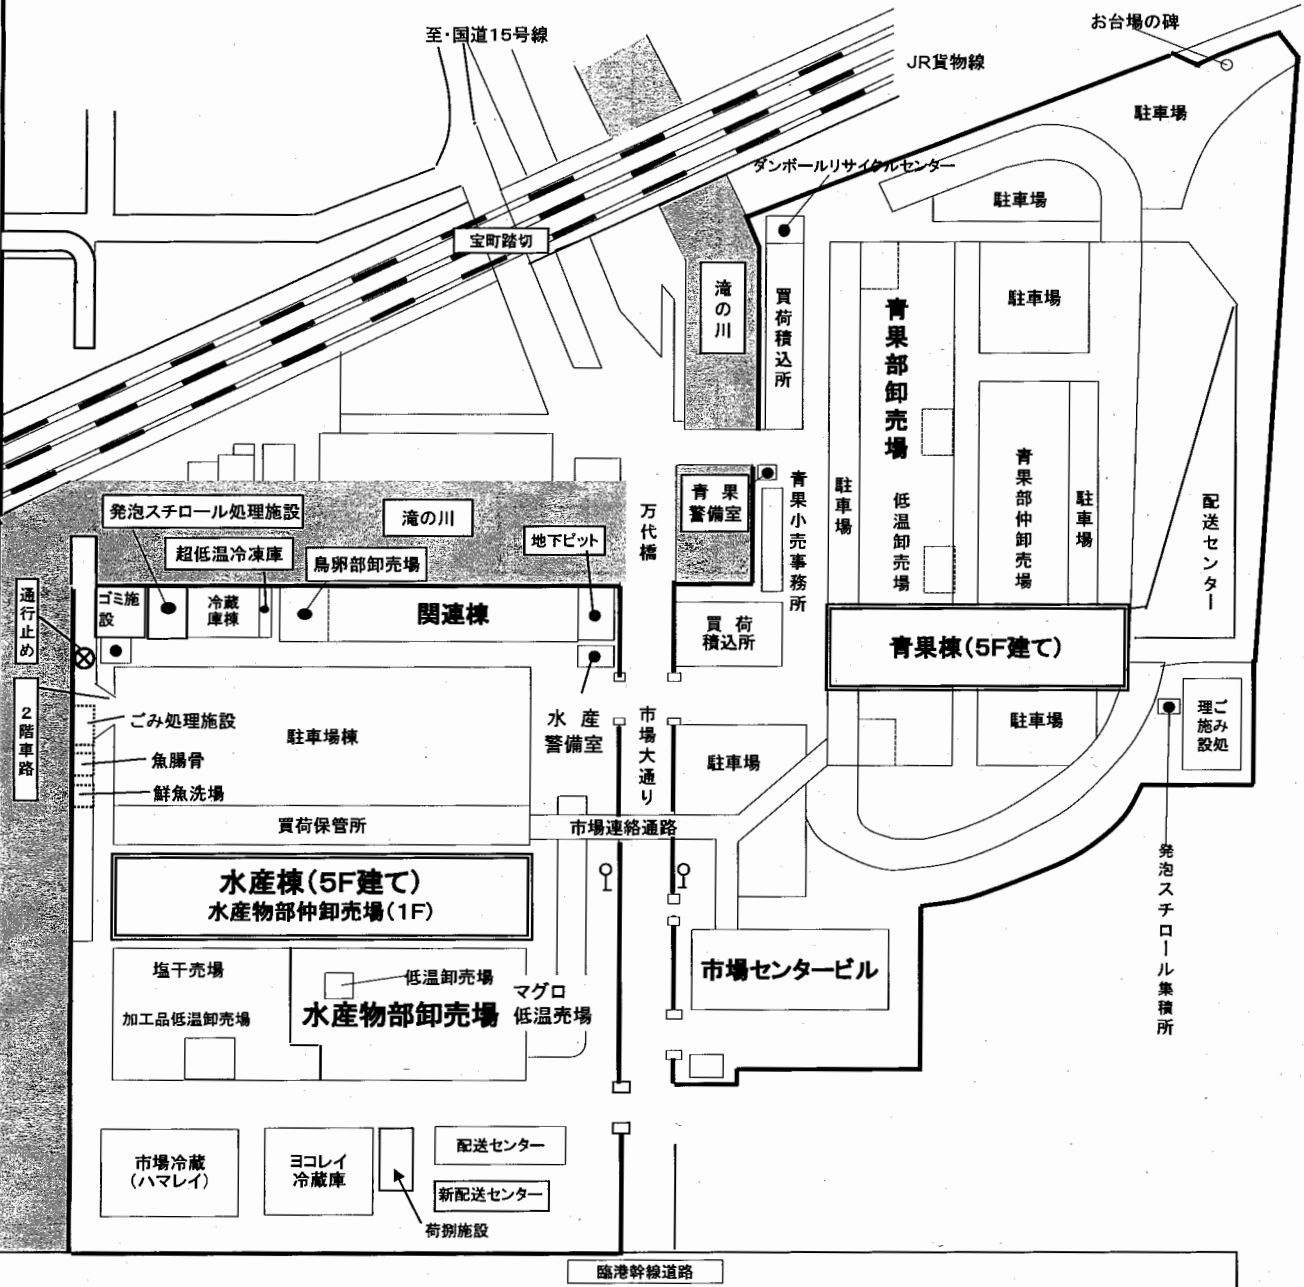 お台場の碑
至・国道15号線
JR貨物線
駐車場
ダンボールリサイクルセンター
駐車場
宝町踏切
滝の川
買荷積込所
青果部卸売場
駐車場
低温卸売場
駐車場
青果部仲卸売場
駐車場
配送センター
青果小売事務所
青果
警備室
万代橋
発泡スチロール処理施設
滝の川
超低温冷凍庫
鳥卵部卸売場
地下ピット
通行止め
ゴミ施
設
冷蔵
庫棟
関連棟
買荷
積込所
青果棟(5F建て)
2階車路
ごみ処理施設
魚腸骨
鮮魚洗場
駐車場棟
水産
警備室
市場大通り
駐車場
駐車場
ごみ処
理施設
買荷保管所
市場連絡通路
発泡スチロール集積所
水産棟(5F建て)
水産物部仲卸売場(1F)
塩干売場
加工品低温卸売場
低温卸売場
水産物部卸売場
マグロ
低温売場
市場センタービル
市場冷蔵
(ハマレイ)
ヨコレイ
冷蔵庫
配送センター
新配送センター
荷捌施設
臨港幹線道路